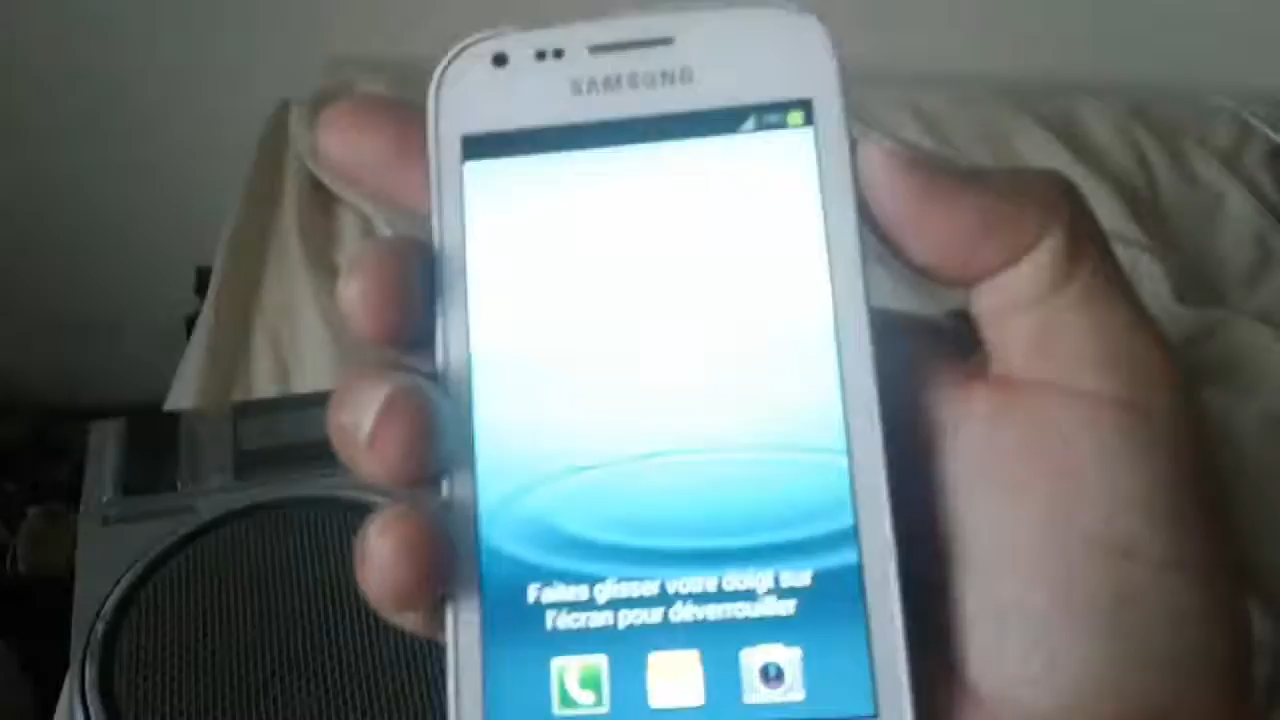 SAMSUNG
Faites glisser votre doigt sur
l'écran pour déverrouiller